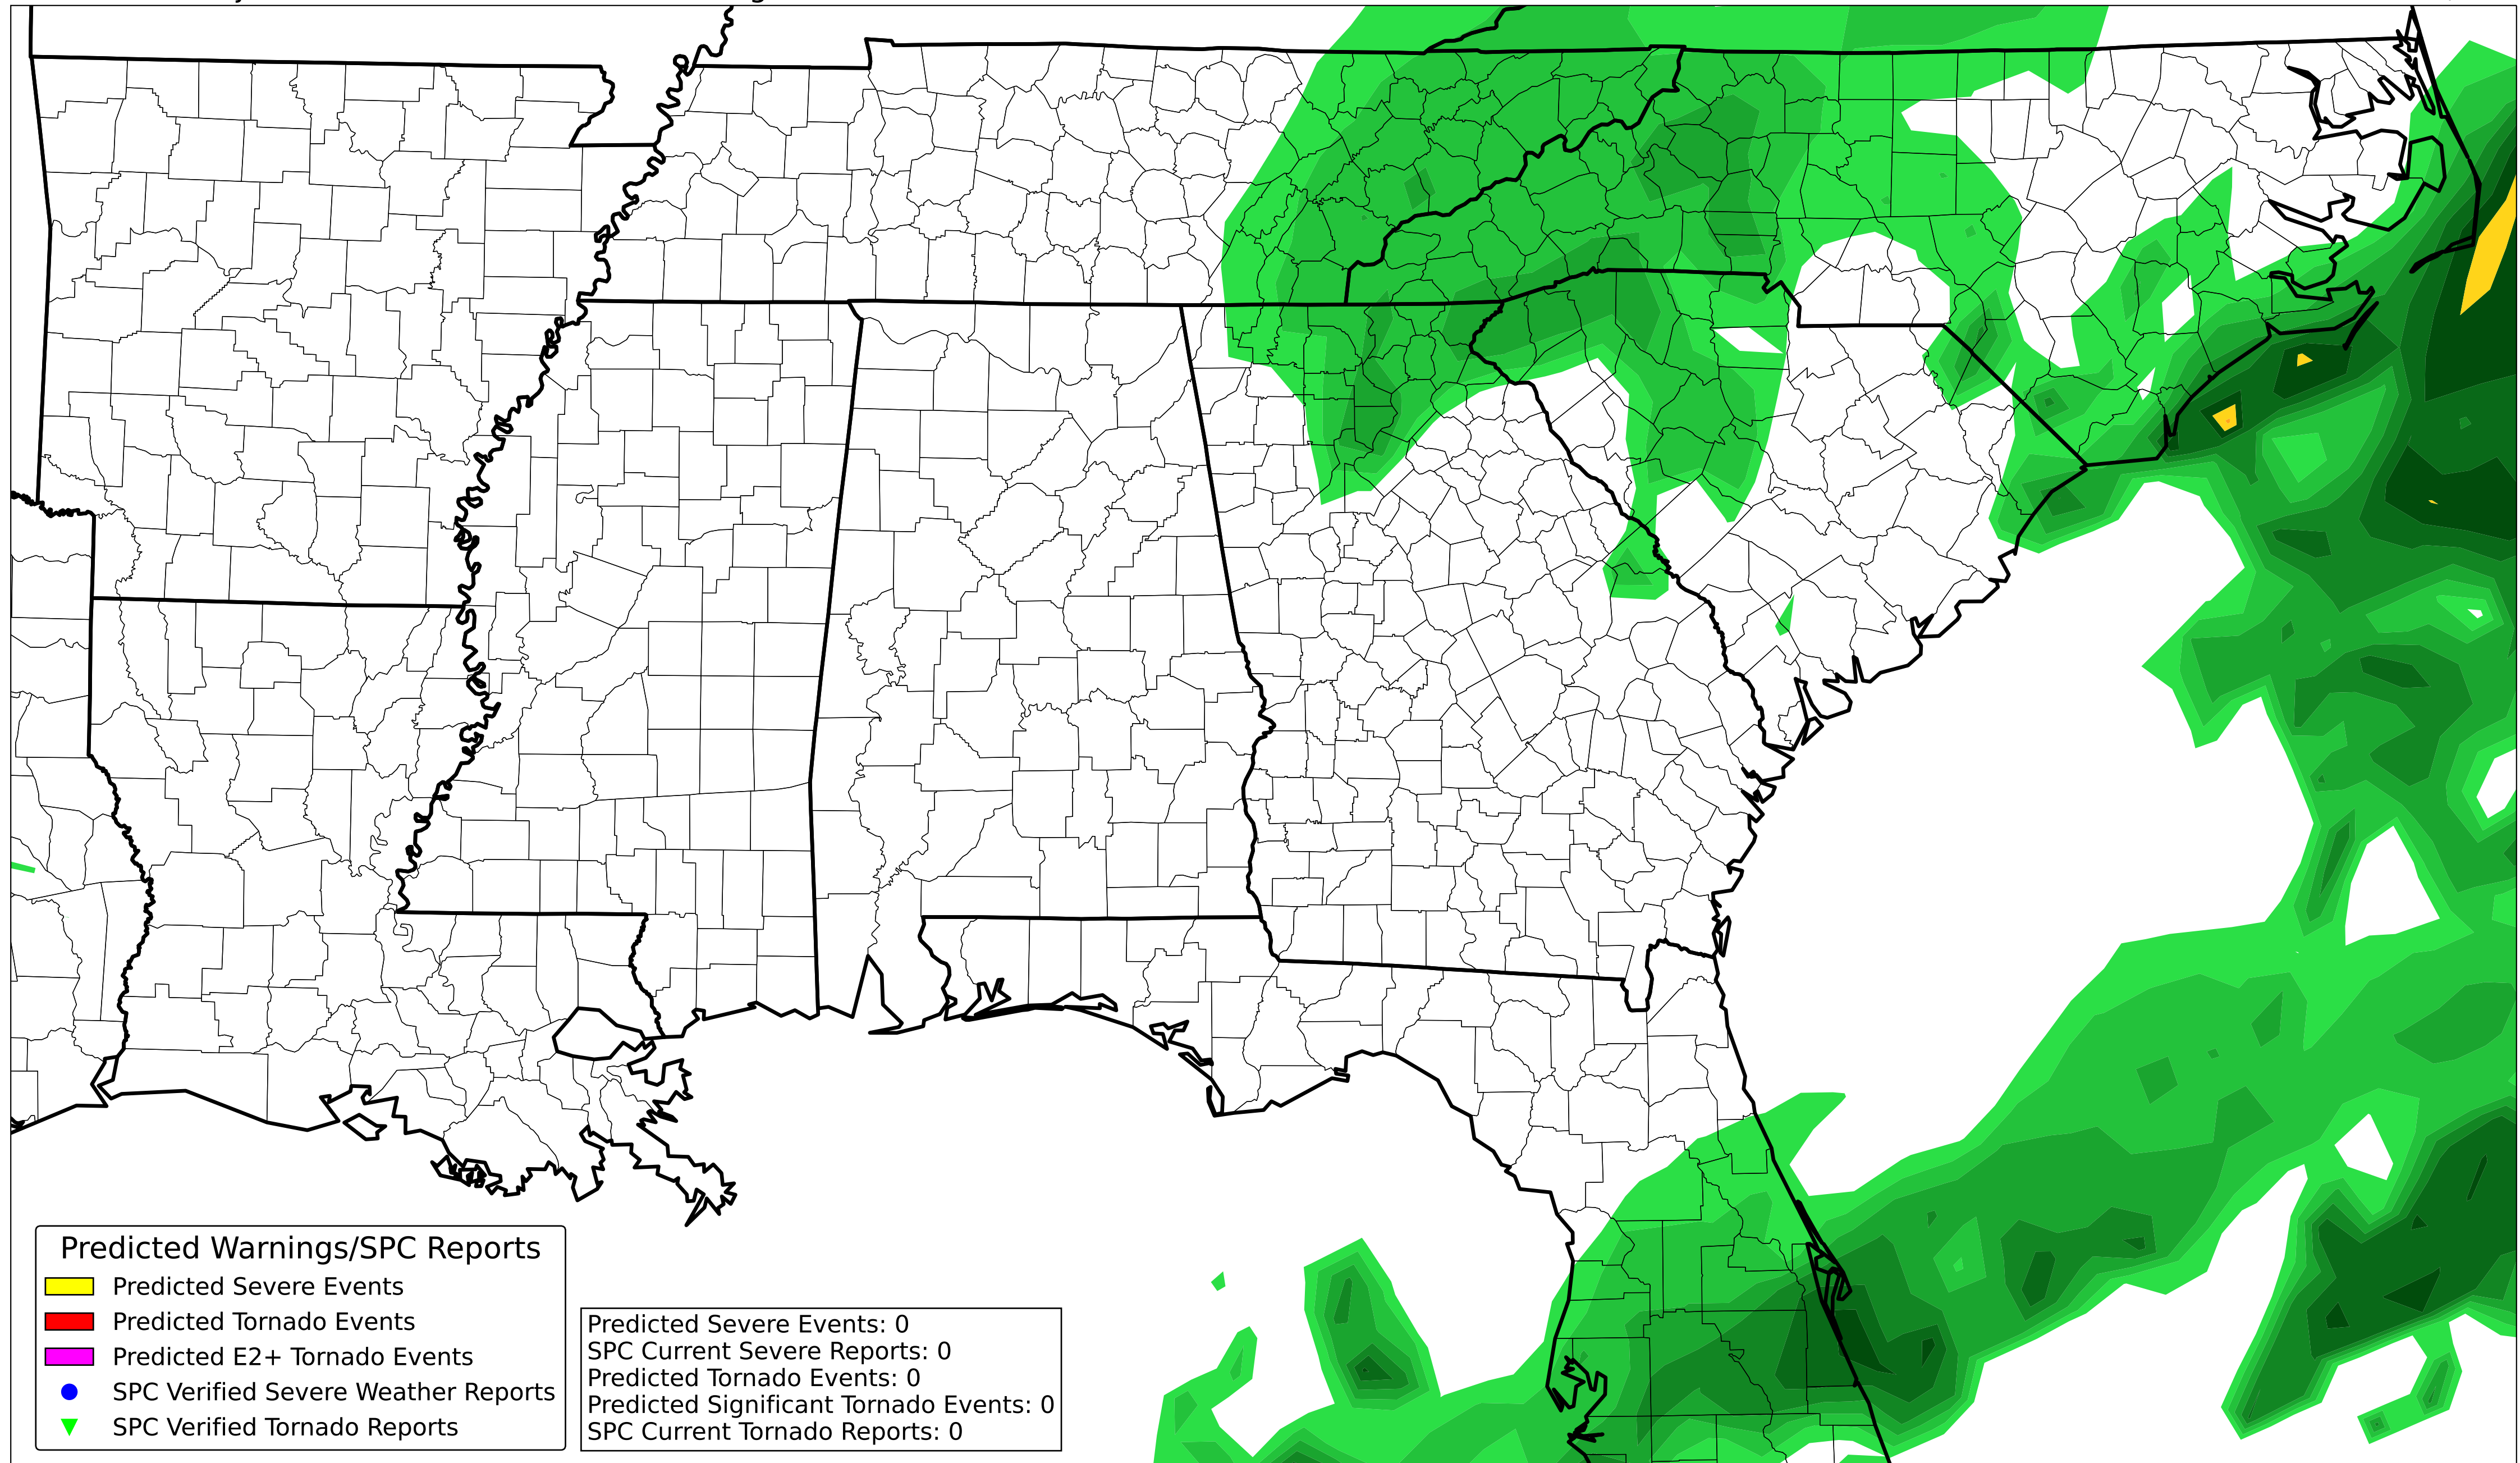 Predicted Warnings/SPC Reports
Predicted Severe Events
Predicted Tornado Events
Predicted E2+ Tornado Events
SPC Verified Severe Weather Reports
SPC Verified Tornado Reports
Predicted Severe Events: 0
SPC Current Severe Reports: 0
Predicted Tornado Events: 0
Predicted Significant Tornado Events: 0
SPC Current Tornado Reports: 0